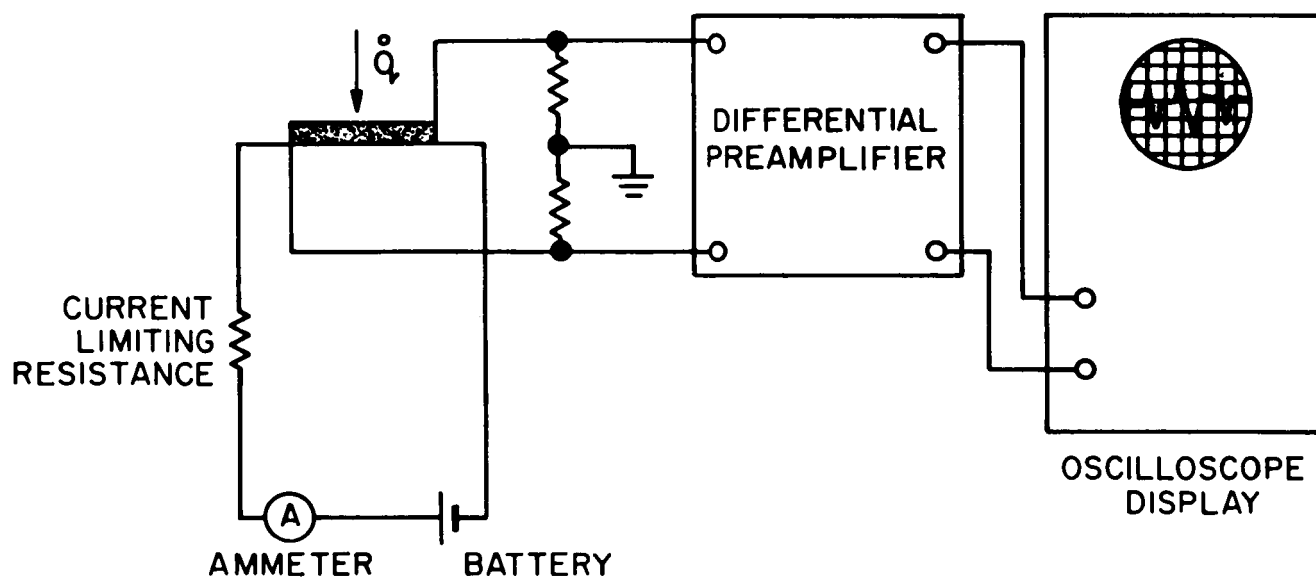 q̊
DIFFERENTIAL
PREAMPLIFIER
CURRENT
LIMITING
RESISTANCE
A
AMMETER
BATTERY
OSCILLOSCOPE
DISPLAY